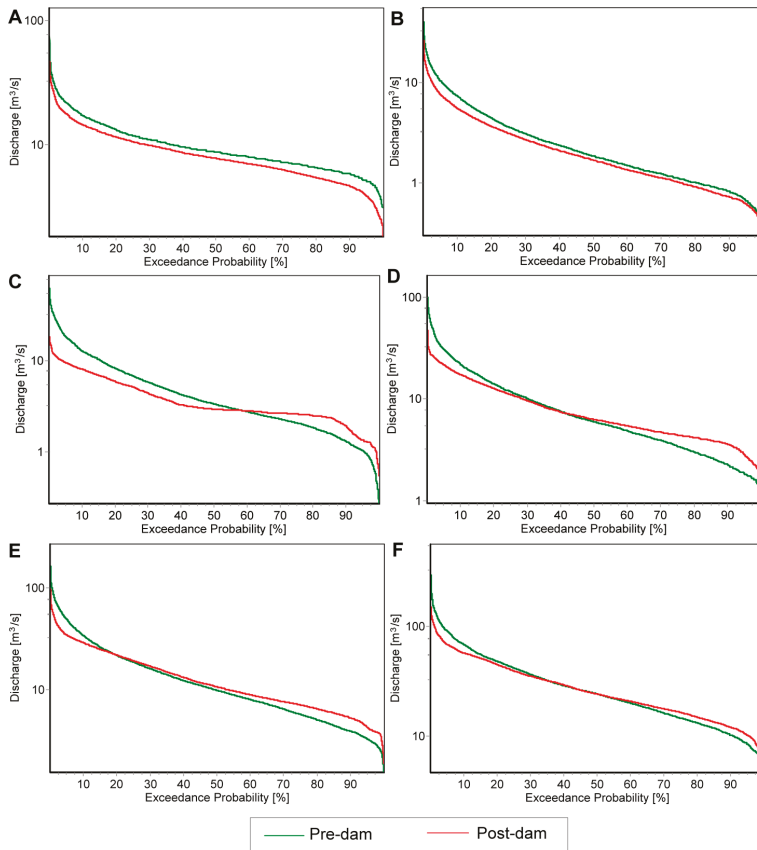 A
Discharge [m³/s]
100
10
10 20 30 40 50 60 70 80 90
Exceedance Probability [%]
B
Discharge [m³/s]
10
1
10 20 30 40 50 60 70 80 90
Exceedance Probability [%]
C
Discharge [m³/s]
10
1
10 20 30 40 50 60 70 80 90
Exceedance Probability [%]
D
Discharge [m³/s]
100
10
1
10 20 30 40 50 60 70 80 90
Exceedance Probability [%]
E
Discharge [m³/s]
100
10
10 20 30 40 50 60 70 80 90
Exceedance Probability [%]
F
Discharge [m³/s]
100
10
10 20 30 40 50 60 70 80 90
Exceedance Probability [%]
Pre-dam Post-dam